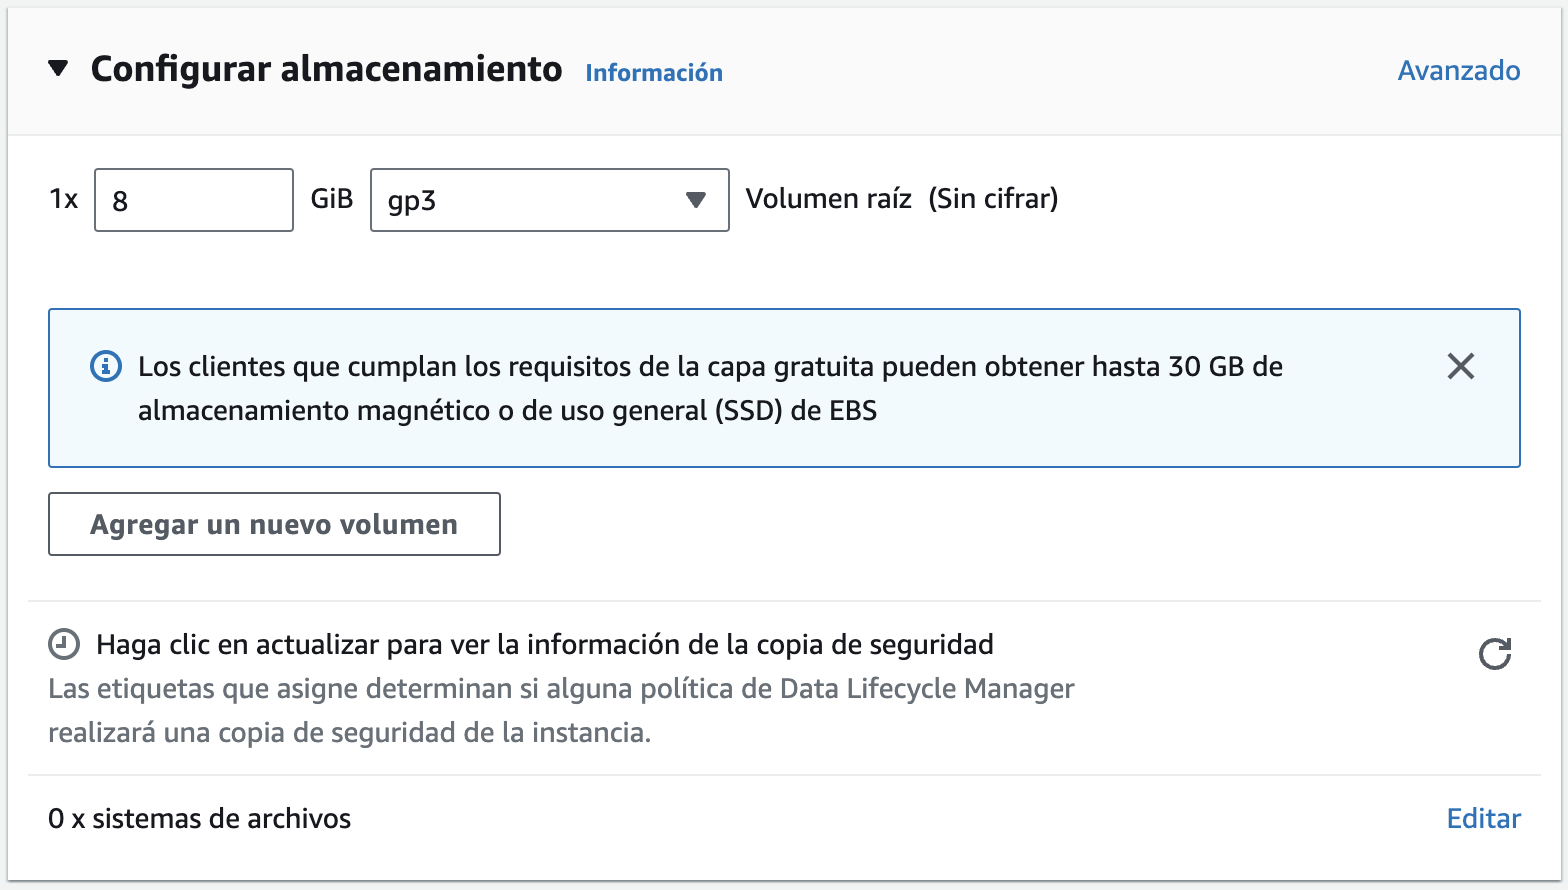 Configurar almacenamiento Información Avanzado
1x 8 GiB gp3 Volumen raíz (Sin cifrar)
Los clientes que cumplan los requisitos de la capa gratuita pueden obtener hasta 30 GB de
almacenamiento magnético o de uso general (SSD) de EBS
Agregar un nuevo volumen
Haga clic en actualizar para ver la información de la copia de seguridad
Las etiquetas que asigne determinan si alguna política de Data Lifecycle Manager
realizará una copia de seguridad de la instancia.
0 x sistemas de archivos Editar